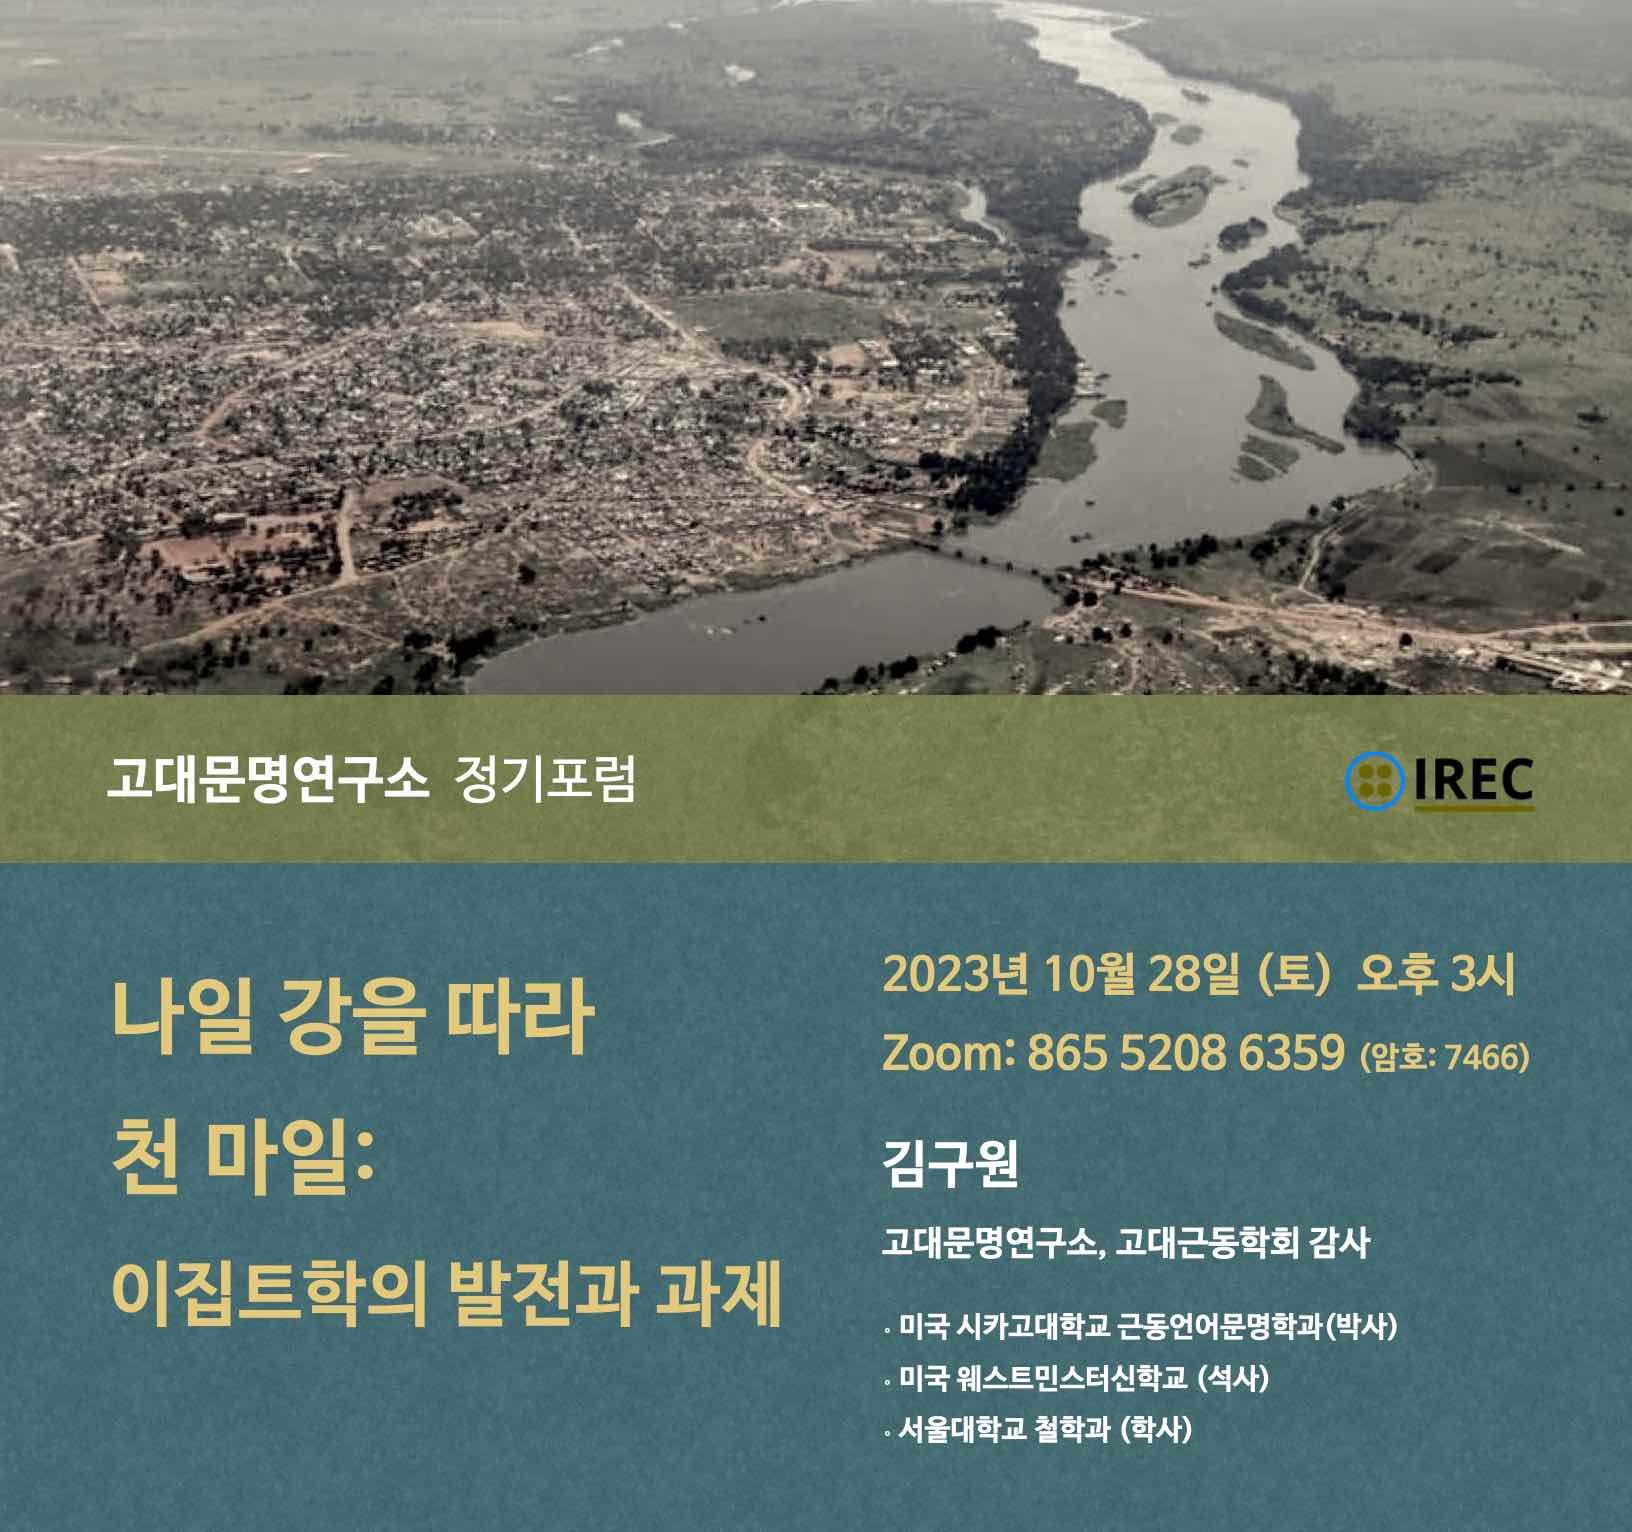 고대문명연구소 정기포럼
IREC
나일 강을 따라
천 마일:
이집트학의 발전과 과제
2023년 10월 28일 (토) 오후 3시
Zoom: 865 5208 6359 (암호: 7466)
김구원
고대문명연구소, 고대근동학회 감사
◦ 미국 시카고대학교 근동언어문명학과(박사)
◦ 미국 웨스트민스터신학교 (석사)
◦ 서울대학교 철학과 (학사)